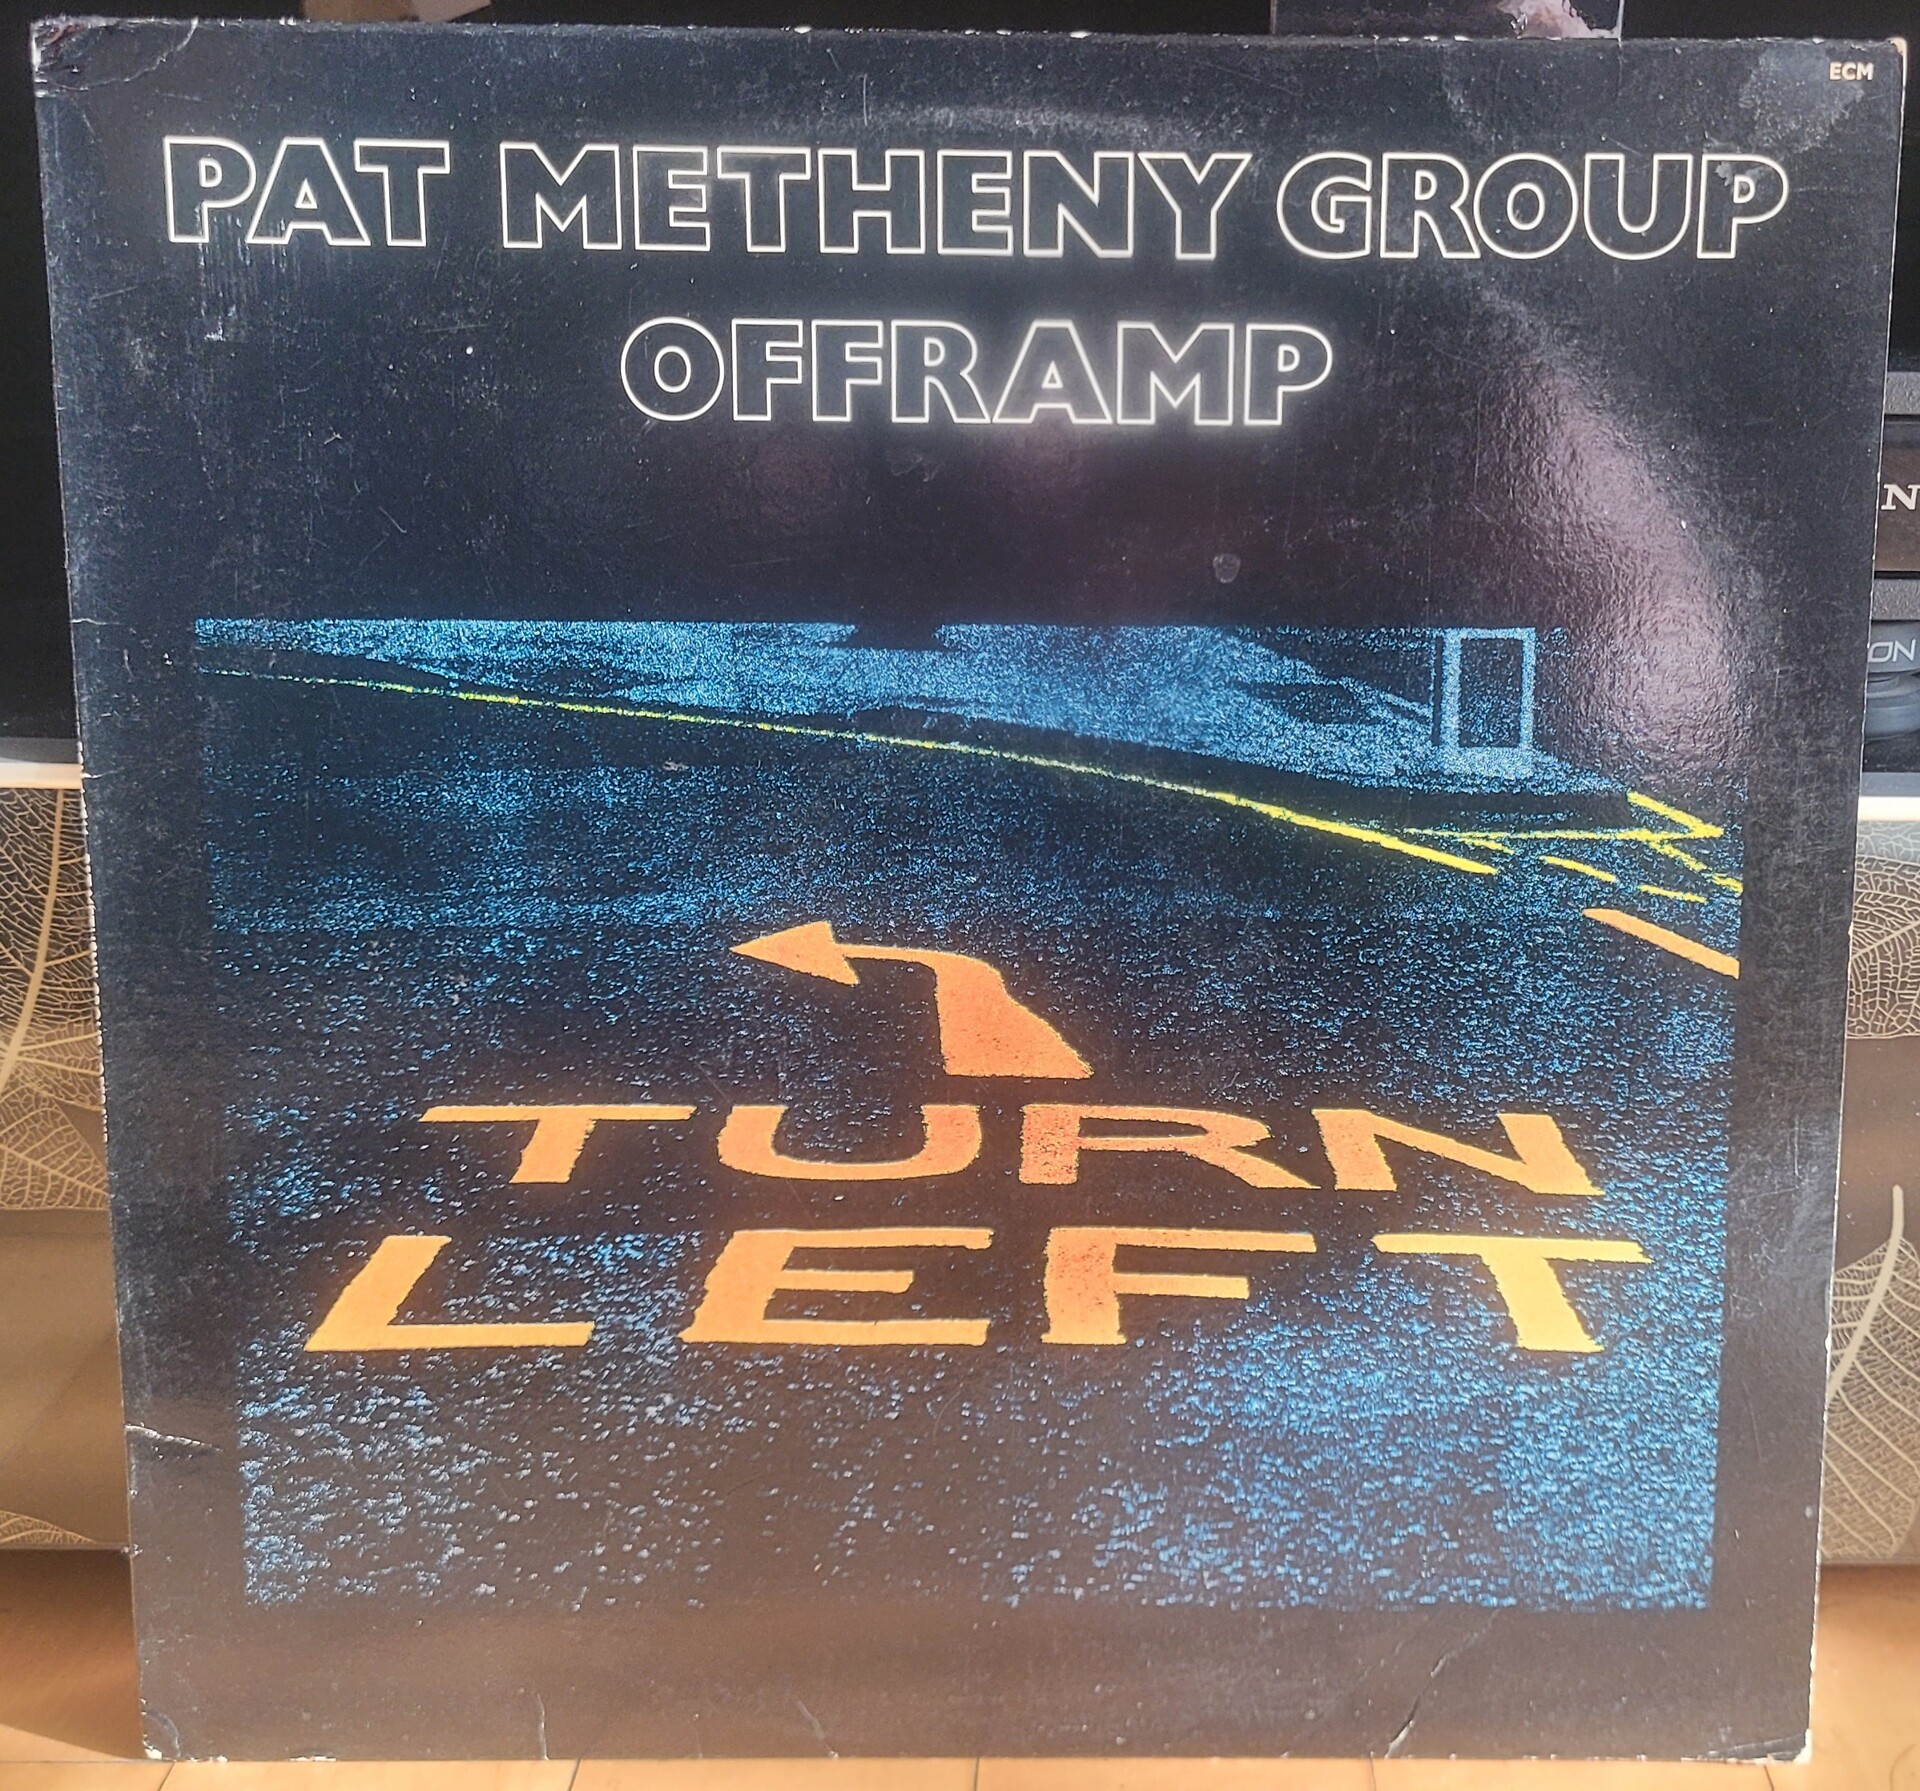 ECM
PAT METHENY GROUP
OFFRAMP
TURN
LEFT